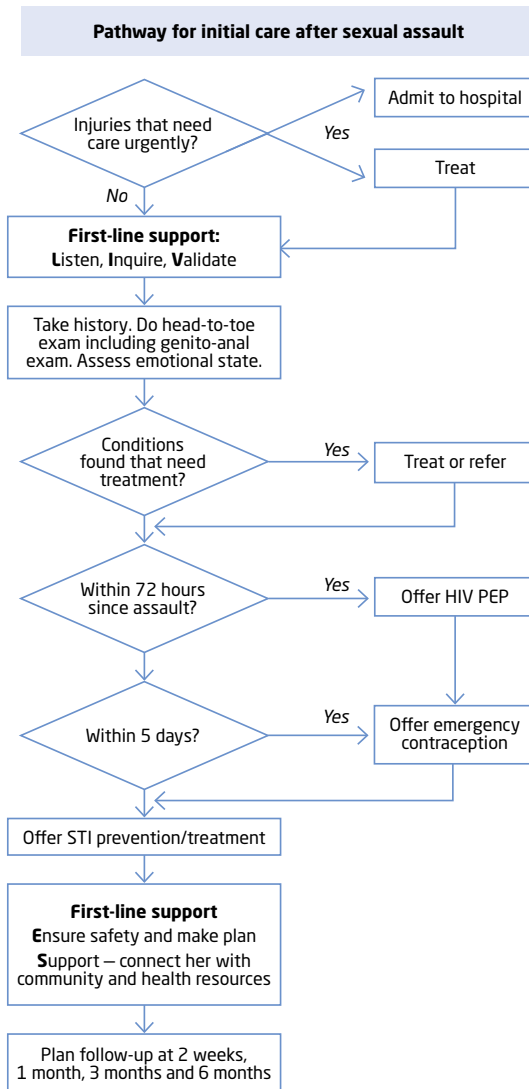 Pathway for initial care after sexual assault
Injuries that need
care urgently?
Yes
Admit to hospital
Treat
No
First-line support:
Listen, Inquire, Validate
Take history. Do head-to-toe
exam including genito-anal
exam. Assess emotional state.
Conditions
found that need
treatment?
Yes
Treat or refer
Within 72 hours
since assault?
Yes
Offer HIV PEP
Within 5 days?
Yes
Offer emergency
contraception
Offer STI prevention/treatment
First-line support
Ensure safety and make plan
Support – connect her with
community and health resources
Plan follow-up at 2 weeks,
1 month, 3 months and 6 months